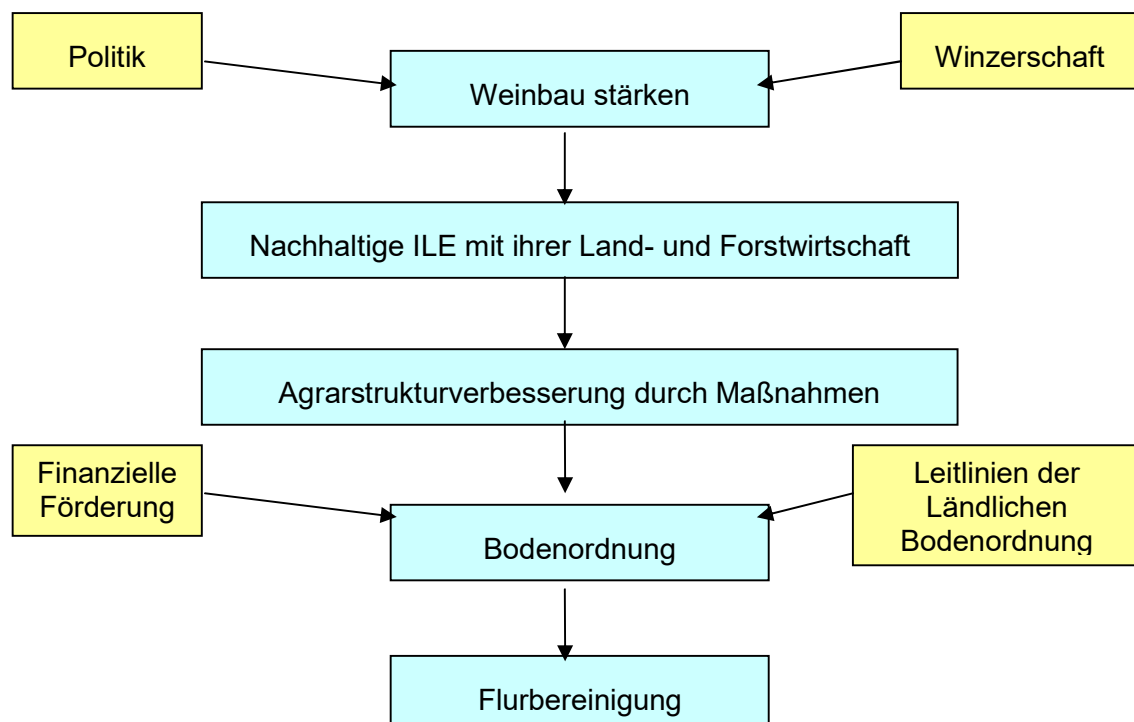 Politik
Winzerschaft
Weinbau stärken
Nachhaltige ILE mit ihrer Land- und Forstwirtschaft
Agrarstrukturverbesserung durch Maßnahmen
Finanzielle
Förderung
Leitlinien der
Ländlichen
Bodenordnung
Bodenordnung
Flurbereinigung